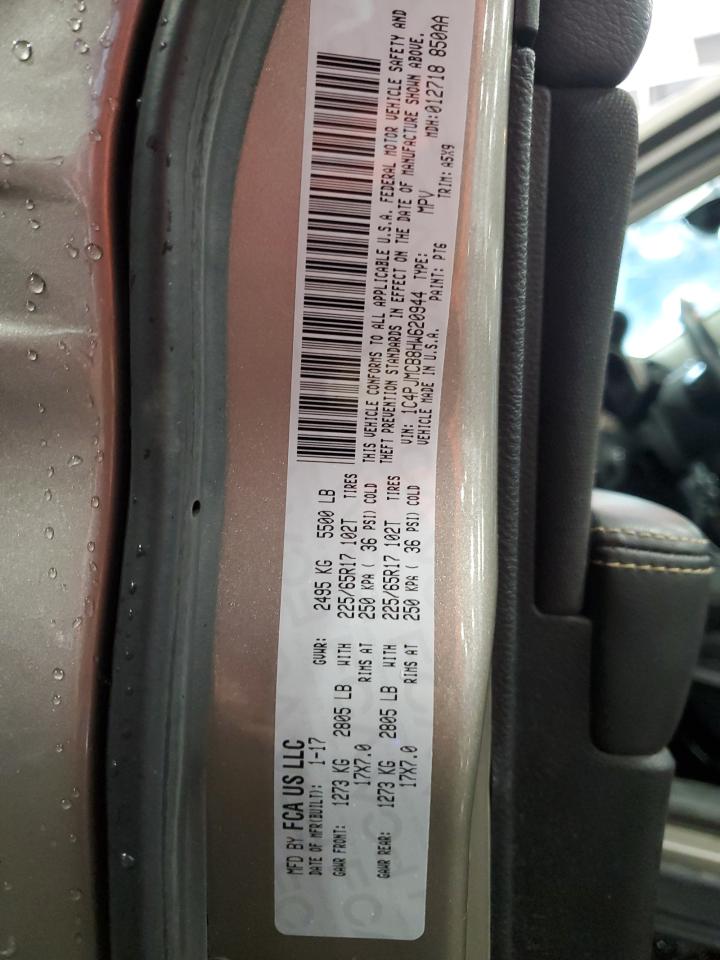 MFD BY FCA US LLC
DATE OF MFR(BUILT): 1-17 GVWR: 2495 KG 5500 LB
GAWR FRONT: 1273 KG 2805 LB WITH 225/65R17 102T TIRES
17X7.0 RIMS AT 250 KPA ( 36 PSI) COLD
GAWR REAR: 1273 KG 2805 LB WITH 225/65R17 102T TIRES
17X7.0 RIMS AT 250 KPA ( 36 PSI) COLD
THIS VEHICLE CONFORMS TO ALL APPLICABLE U.S.A. FEDERAL MOTOR VEHICLE SAFETY AND
THEFT PREVENTION STANDARDS IN EFFECT ON THE DATE OF MANUFACTURE SHOWN ABOVE.
VIN: 1C4PJMCB8HW620944 TYPE: MPV MDH:012718 850AA
VEHICLE MADE IN U.S.A. PAINT: PTG TRIM: A5X9